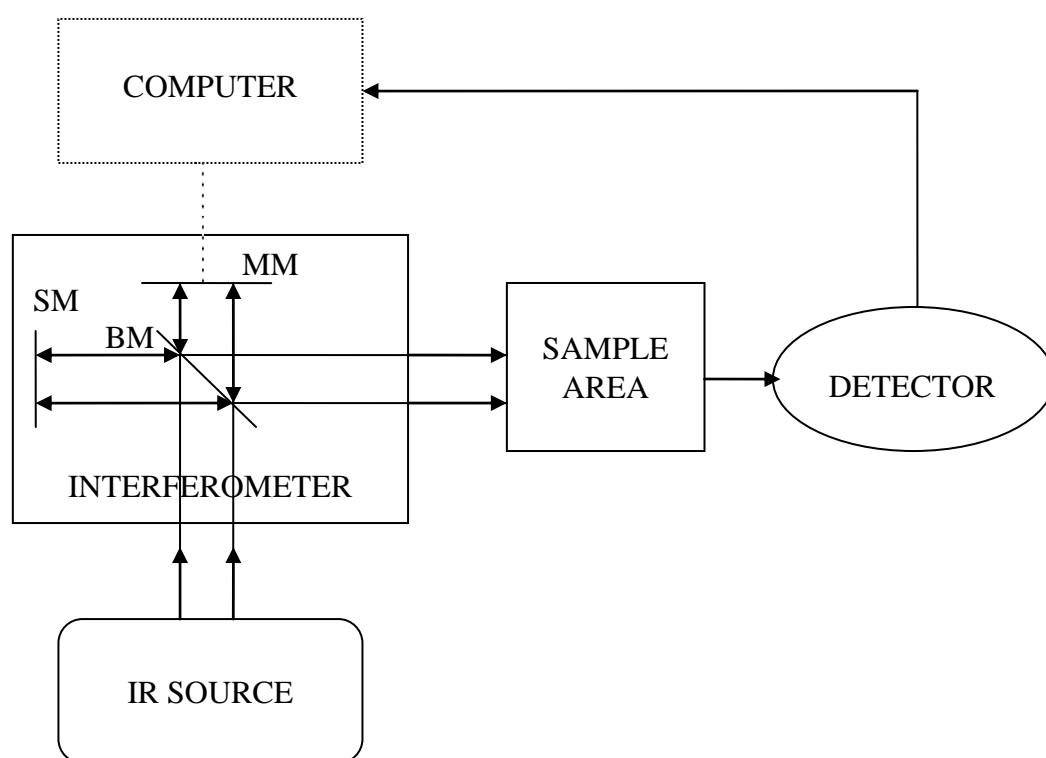 COMPUTER
MM
SM
BM
SAMPLE
AREA
DETECTOR
INTERFEROMETER
IR SOURCE